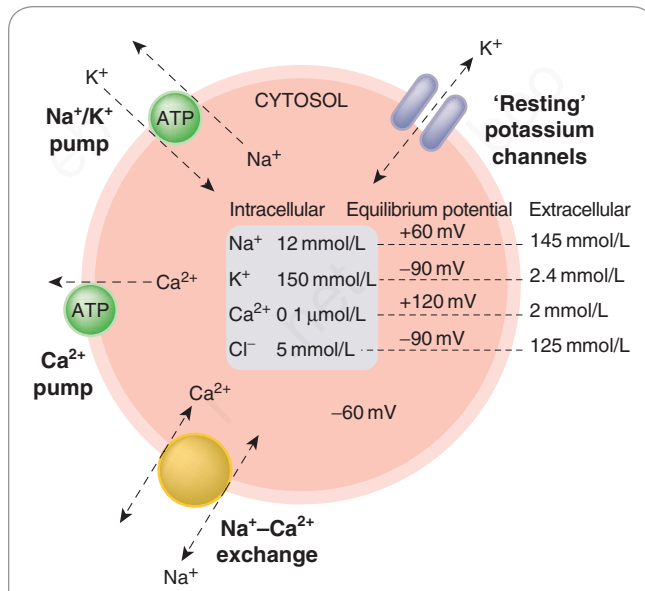 K⁺
Na⁺/K⁺
pump
ATP
CYTOSOL
Na⁺
K⁺
'Resting'
potassium
channels
Intracellular Equilibrium potential Extracellular
Na⁺ 12 mmol/L +60 mV 145 mmol/L
K⁺ 150 mmol/L –90 mV 2.4 mmol/L
Ca²⁺ 0 1 μmol/L +120 mV 2 mmol/L
Cl⁻ 5 mmol/L –90 mV 125 mmol/L
Ca²⁺
ATP
Ca²⁺
pump
Ca²⁺
–60 mV
Na⁺–Ca²⁺
exchange
Na⁺